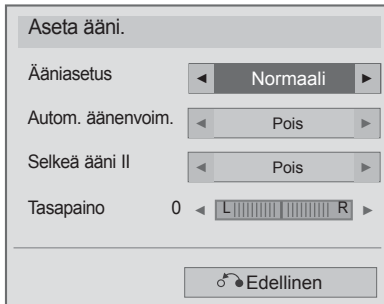 Aseta ääni.
Ääniasetus ◄ Normaali ►
Autom. äänenvoim. ◄ Pois ►
Selkeä ääni II ◄ Pois ►
Tasapaino 0 ◄ L R ►
Edellinen